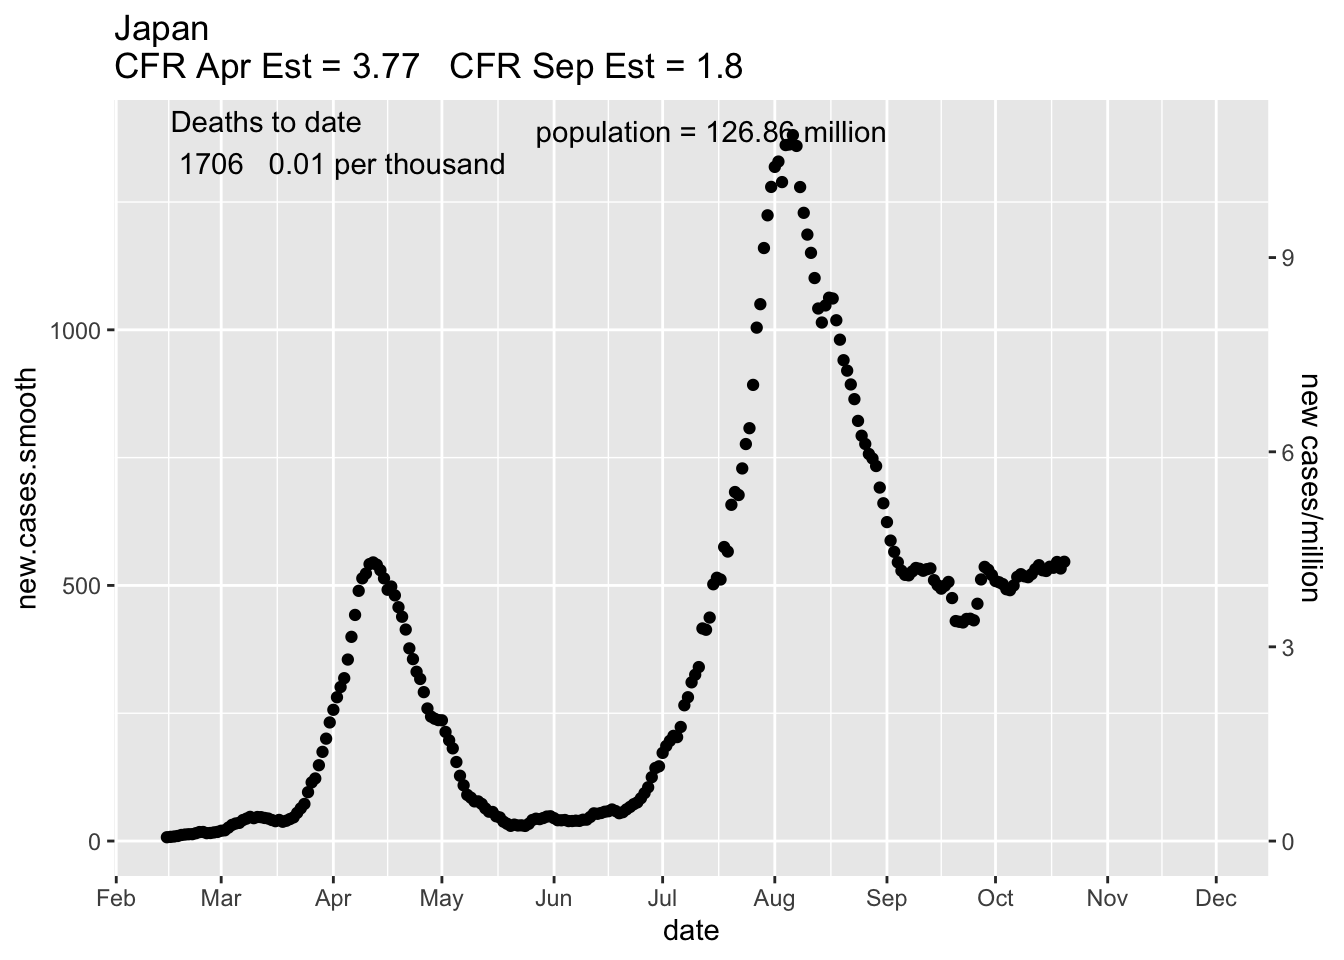 Japan
CFR Apr Est = 3.77   CFR Sep Est = 1.8
Deaths to date
population = 126.86 million
1706   0.01 per thousand
new.cases.smooth
1000
500
0
9
6
3
0
new cases/million
Feb Mar Apr May Jun Jul Aug Sep Oct Nov Dec
date